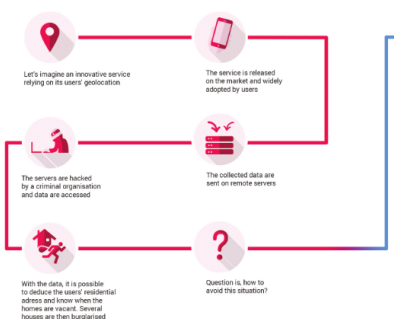 Let's imagine an innovative service
relying on its users' geolocation
The service is released
on the market and widely
adopted by users
The collected data are
sent on remote servers
The servers are hacked
by a criminal organisation
and data are accessed
With the data, it is possible
to deduce the users' residential
adress and know when the
homes are vacant. Several
houses are then burglarised
Question is, how to
avoid this situation?